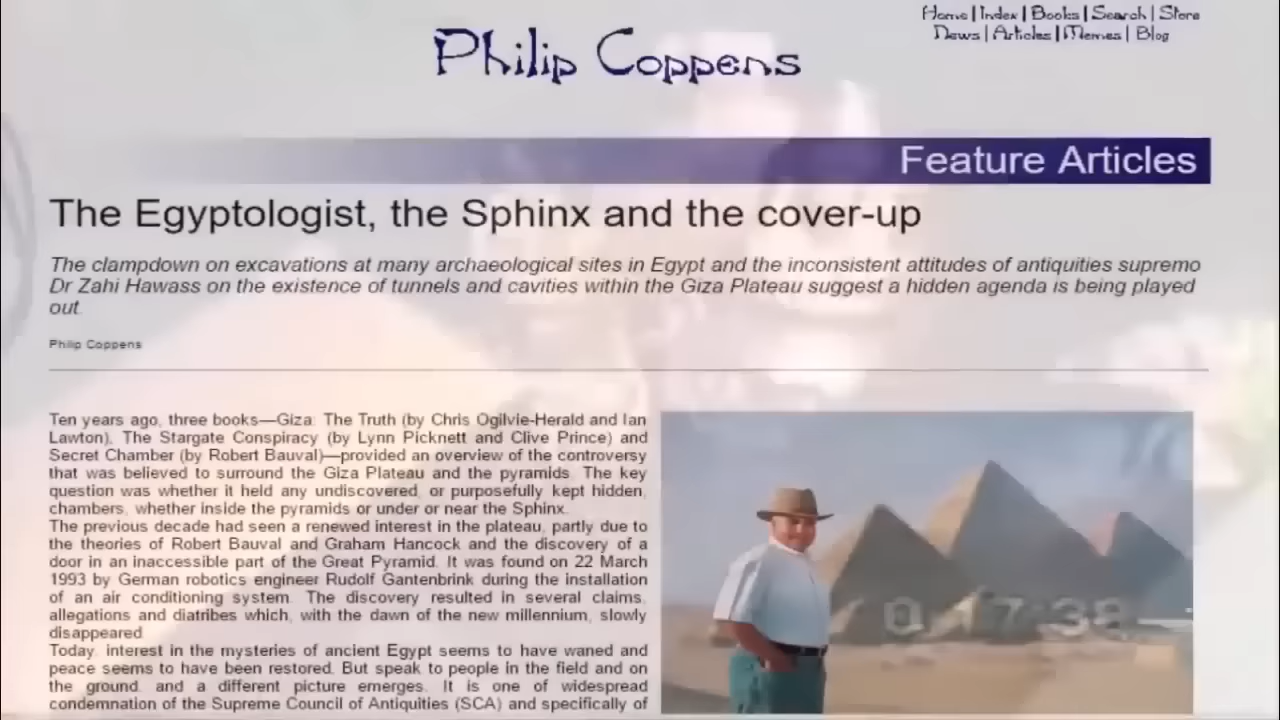 Home | Index | Books | Search | Store
News | Articles | Memes | Blog
Philip Coppens
Feature Articles
The Egyptologist, the Sphinx and the cover-up
The clampdown on excavations at many archaeological sites in Egypt and the inconsistent attitudes of antiquities supremo
Dr Zahi Hawass on the existence of tunnels and cavities within the Giza Plateau suggest a hidden agenda is being played
out.
Philip Coppens
Ten years ago, three books—Giza: The Truth (by Chris Ogilvie-Herald and Ian
Lawton), The Stargate Conspiracy (by Lynn Picknett and Clive Prince) and
Secret Chamber (by Robert Bauval)—provided an overview of the controversy
that was believed to surround the Giza Plateau and the pyramids. The key
question was whether it held any undiscovered, or purposefully kept hidden,
chambers, whether inside the pyramids or under or near the Sphinx.
The previous decade had seen a renewed interest in the plateau, partly due to
the theories of Robert Bauval and Graham Hancock and the discovery of a
door in an inaccessible part of the Great Pyramid. It was found on 22 March
1993 by German robotics engineer Rudolf Gantenbrink during the installation
of an air conditioning system. The discovery resulted in several claims,
allegations and diatribes which, with the dawn of the new millennium, slowly
disappeared.
Today, interest in the mysteries of ancient Egypt seems to have waned and
peace seems to have been restored. But speak to people in the field and on
the ground, and a different picture emerges. It is one of widespread
condemnation of the Supreme Council of Antiquities (SCA) and specifically of
0:17:38